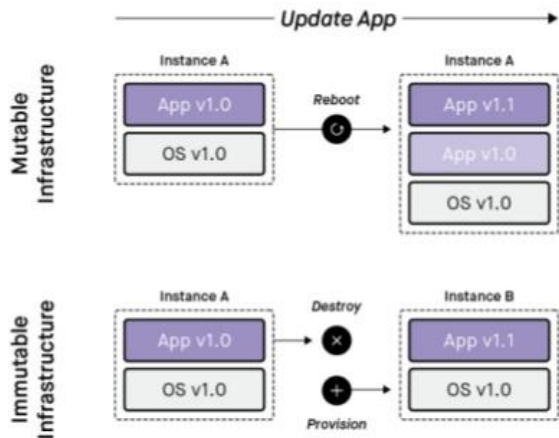 Update App
Mutable
Infrastructure
Instance A
App v1.0
OS v1.0
Reboot
Instance A
App v1.1
App v1.0
OS v1.0
Immutable
Infrastructure
Instance A
App v1.0
OS v1.0
Destroy
Provision
Instance B
App v1.1
OS v1.0